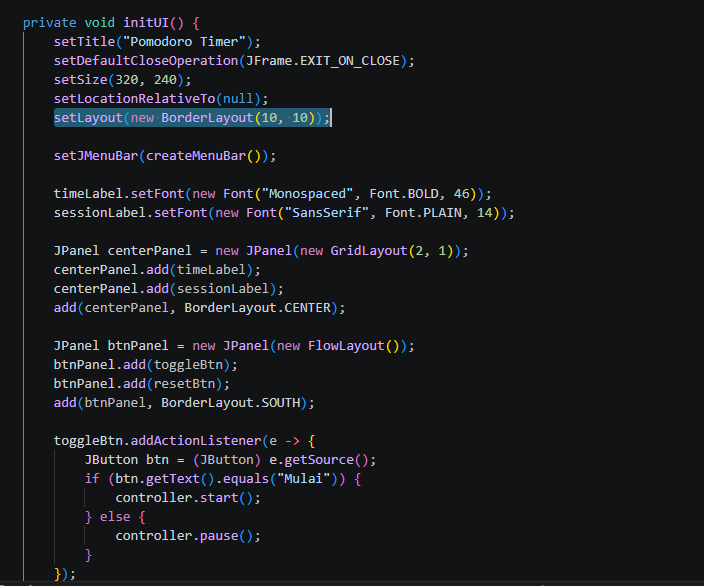 private void initUI() {
setTitle("Pomodoro Timer");
setDefaultCloseOperation(JFrame.EXIT_ON_CLOSE);
setSize(320, 240);
setLocationRelativeTo(null);
setLayout(new BorderLayout(10, 10));
setJMenuBar(createMenuBar());
timeLabel.setFont(new Font("Monospaced", Font.BOLD, 46));
sessionLabel.setFont(new Font("SansSerif", Font.PLAIN, 14));
JPanel centerPanel = new JPanel(new GridLayout(2, 1));
centerPanel.add(timeLabel);
centerPanel.add(sessionLabel);
add(centerPanel, BorderLayout.CENTER);
JPanel btnPanel = new JPanel(new FlowLayout());
btnPanel.add(toggleBtn);
btnPanel.add(resetBtn);
add(btnPanel, BorderLayout.SOUTH);
toggleBtn.addActionListener(e -> {
JButton btn = (JButton) e.getSource();
if (btn.getText().equals("Mulai")) {
controller.start();
} else {
controller.pause();
}
});